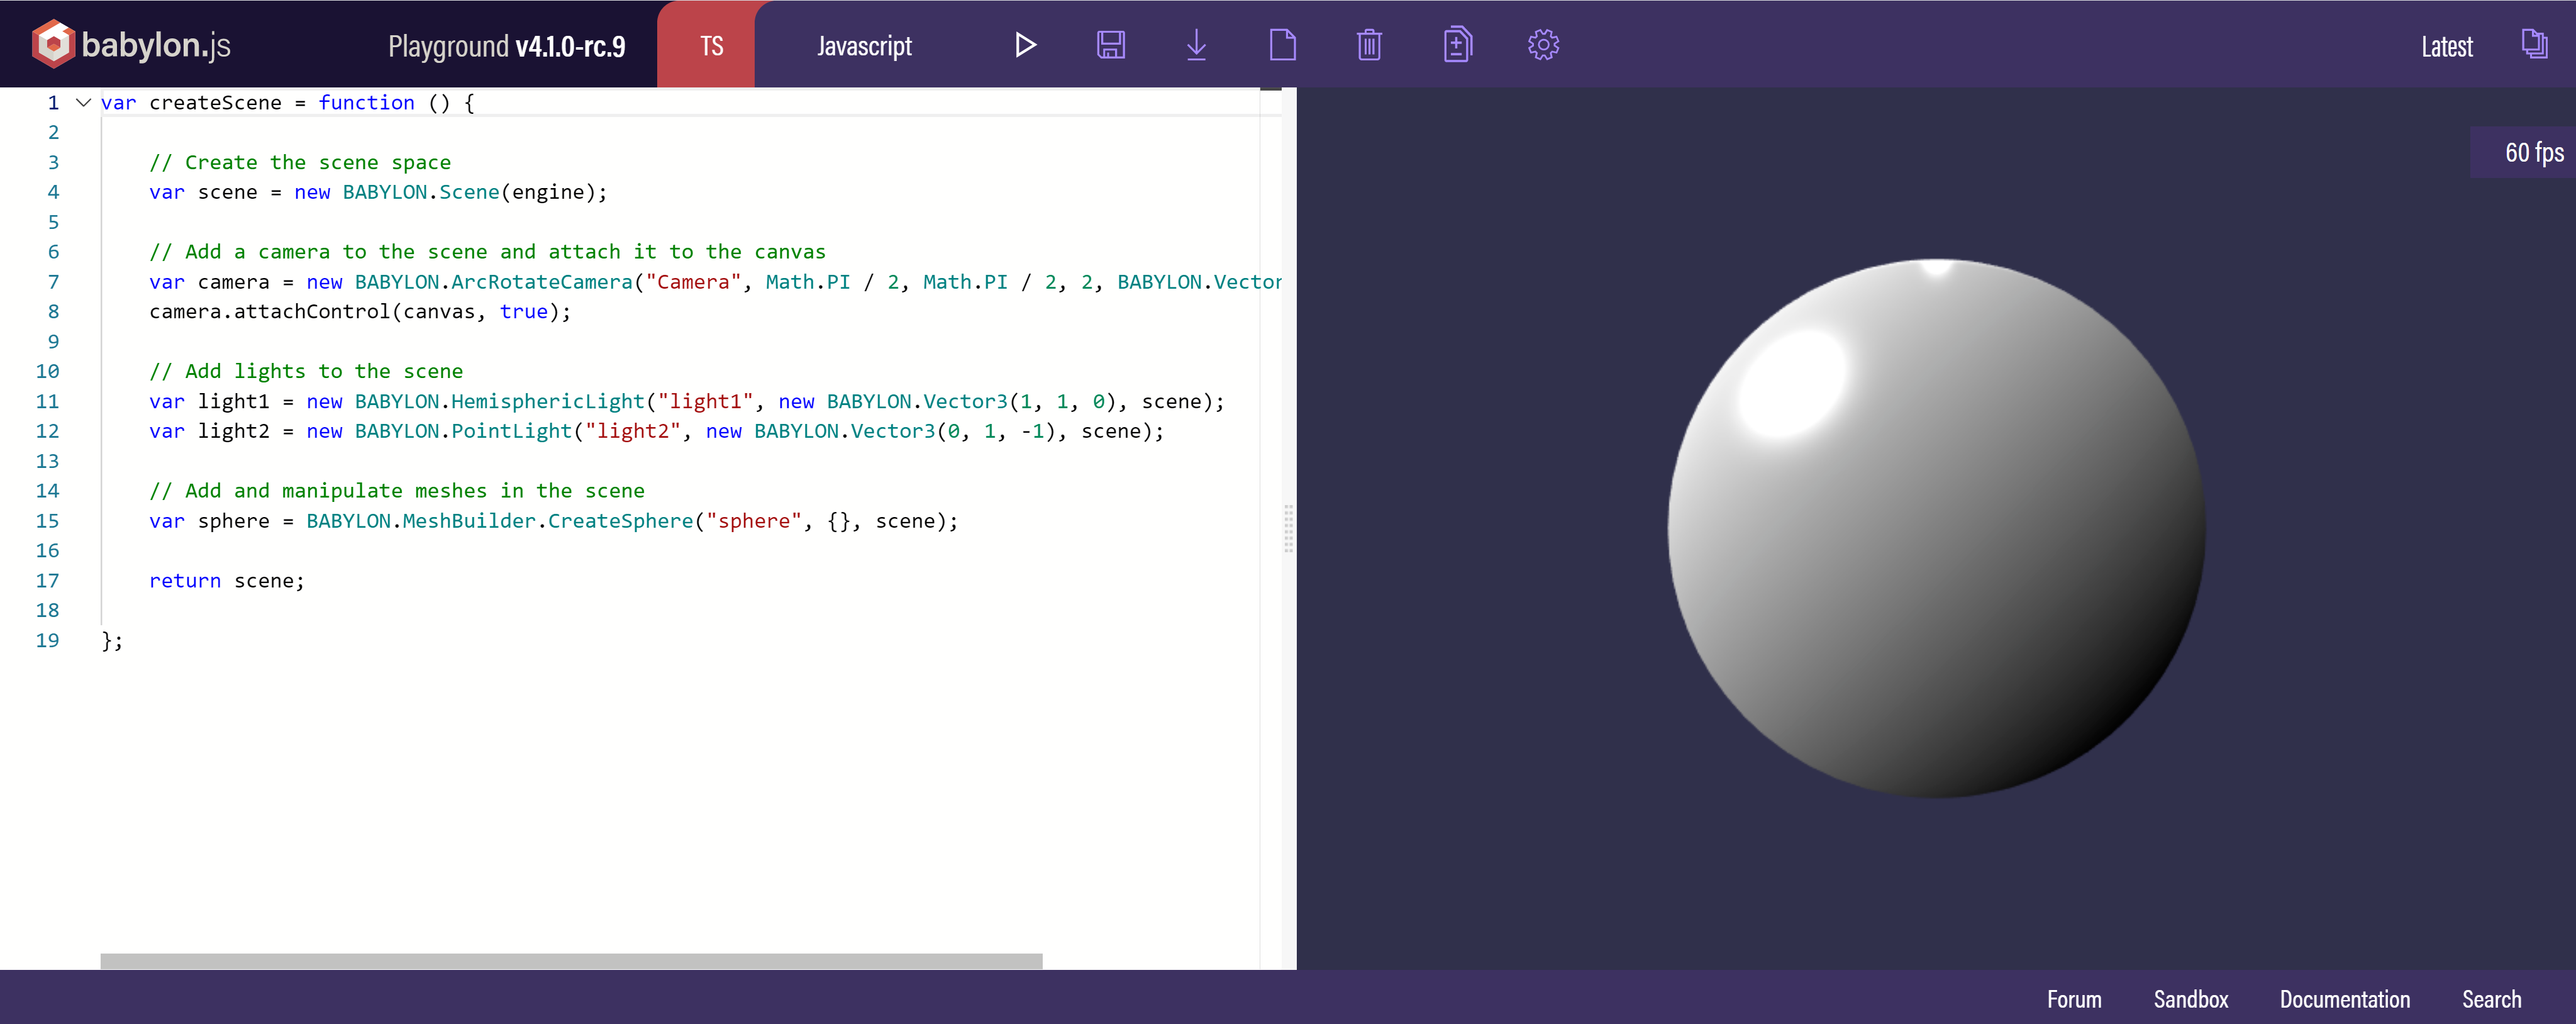 babylon.js Playground v4.1.0-rc.9 TS Javascript Latest
1 var createScene = function () {
2
3 // Create the scene space
4 var scene = new BABYLON.Scene(engine);
5
6 // Add a camera to the scene and attach it to the canvas
7 var camera = new BABYLON.ArcRotateCamera("Camera", Math.PI / 2, Math.PI / 2, 2, BABYLON.Vector
8 camera.attachControl(canvas, true);
9
10 // Add lights to the scene
11 var light1 = new BABYLON.HemisphericLight("light1", new BABYLON.Vector3(1, 1, 0), scene);
12 var light2 = new BABYLON.PointLight("light2", new BABYLON.Vector3(0, 1, -1), scene);
13
14 // Add and manipulate meshes in the scene
15 var sphere = BABYLON.MeshBuilder.CreateSphere("sphere", {}, scene);
16
17 return scene;
18
19 };
60 fps
Forum Sandbox Documentation Search